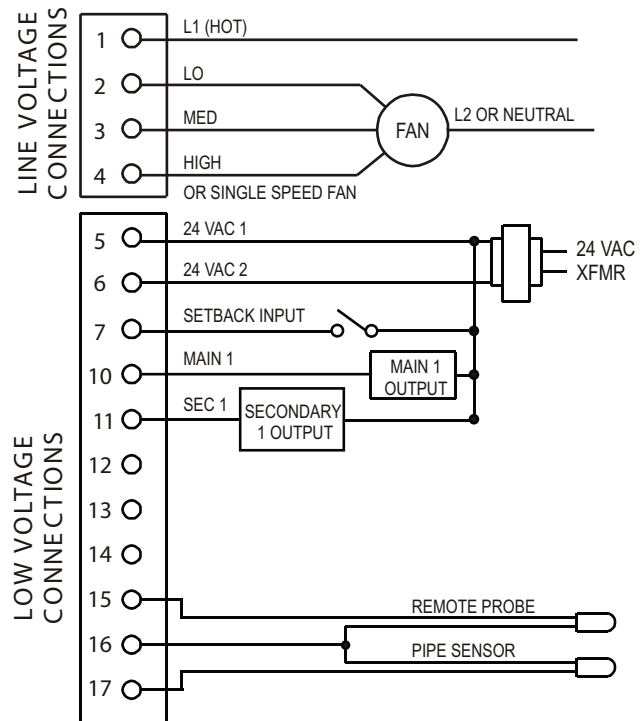 LINE VOLTAGE
CONNECTIONS
1 L1 (HOT)
2 LO
3 MED
4 HIGH
OR SINGLE SPEED FAN
FAN
L2 OR NEUTRAL
LOW VOLTAGE
CONNECTIONS
5 24 VAC 1
6 24 VAC 2
24 VAC
XFMR
7 SETBACK INPUT
10 MAIN 1
MAIN 1
OUTPUT
11 SEC 1
SECONDARY
1 OUTPUT
12
13
14
15 REMOTE PROBE
16
PIPE SENSOR
17